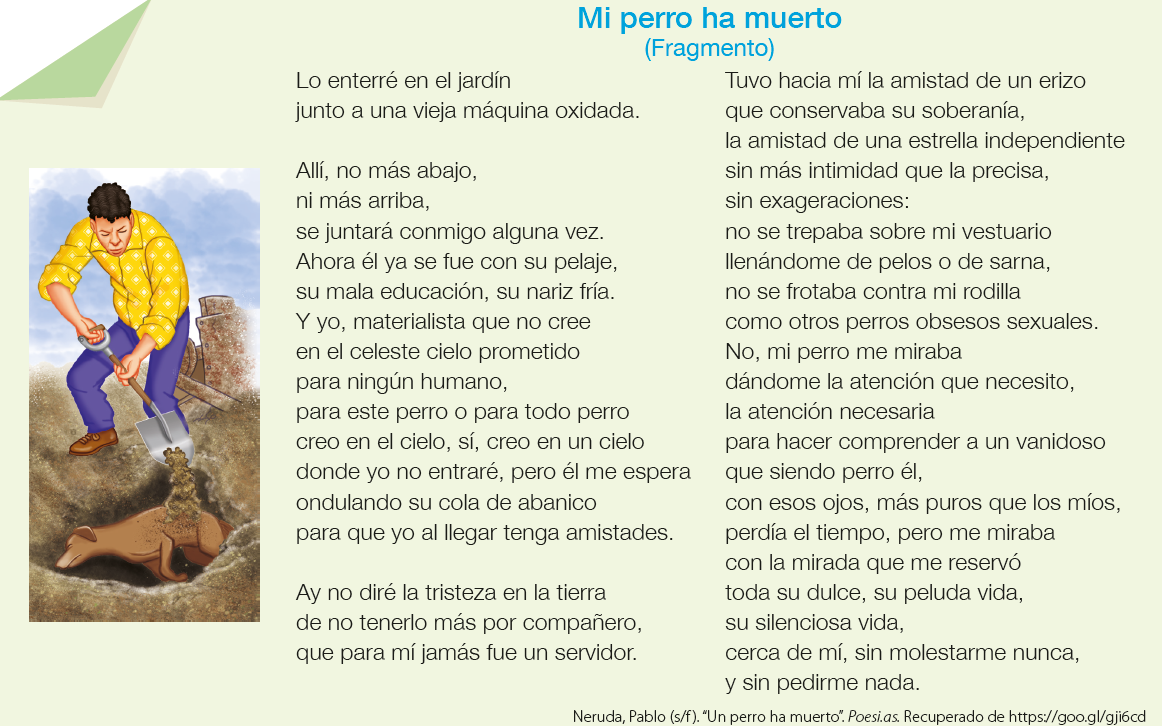 Mi perro ha muerto
(Fragmento)
Lo enterré en el jardín
junto a una vieja máquina oxidada.
Allí, no más abajo,
ni más arriba,
se juntará conmigo alguna vez.
Ahora él ya se fue con su pelaje,
su mala educación, su nariz fría.
Y yo, materialista que no cree
en el celeste cielo prometido
para ningún humano,
para este perro o para todo perro
creo en el cielo, sí, creo en un cielo
donde yo no entraré, pero él me espera
ondulando su cola de abanico
para que yo al llegar tenga amistades.
Ay no diré la tristeza en la tierra
de no tenerlo más por compañero,
que para mí jamás fue un servidor.
Tuvo hacia mí la amistad de un erizo
que conservaba su soberanía,
la amistad de una estrella independiente
sin más intimidad que la precisa,
sin exageraciones:
no se trepaba sobre mi vestuario
llenándome de pelos o de sarna,
no se frotaba contra mi rodilla
como otros perros obsesos sexuales.
No, mi perro me miraba
dándome la atención que necesito,
la atención necesaria
para hacer comprender a un vanidoso
que siendo perro él,
con esos ojos, más puros que los míos,
perdía el tiempo, pero me miraba
con la mirada que me reservó
toda su dulce, su peluda vida,
su silenciosa vida,
cerca de mí, sin molestarme nunca,
y sin pedirme nada.
Neruda, Pablo (s/f). “Un perro ha muerto”. Poesi.as. Recuperado de https://goo.gl/gji6cd